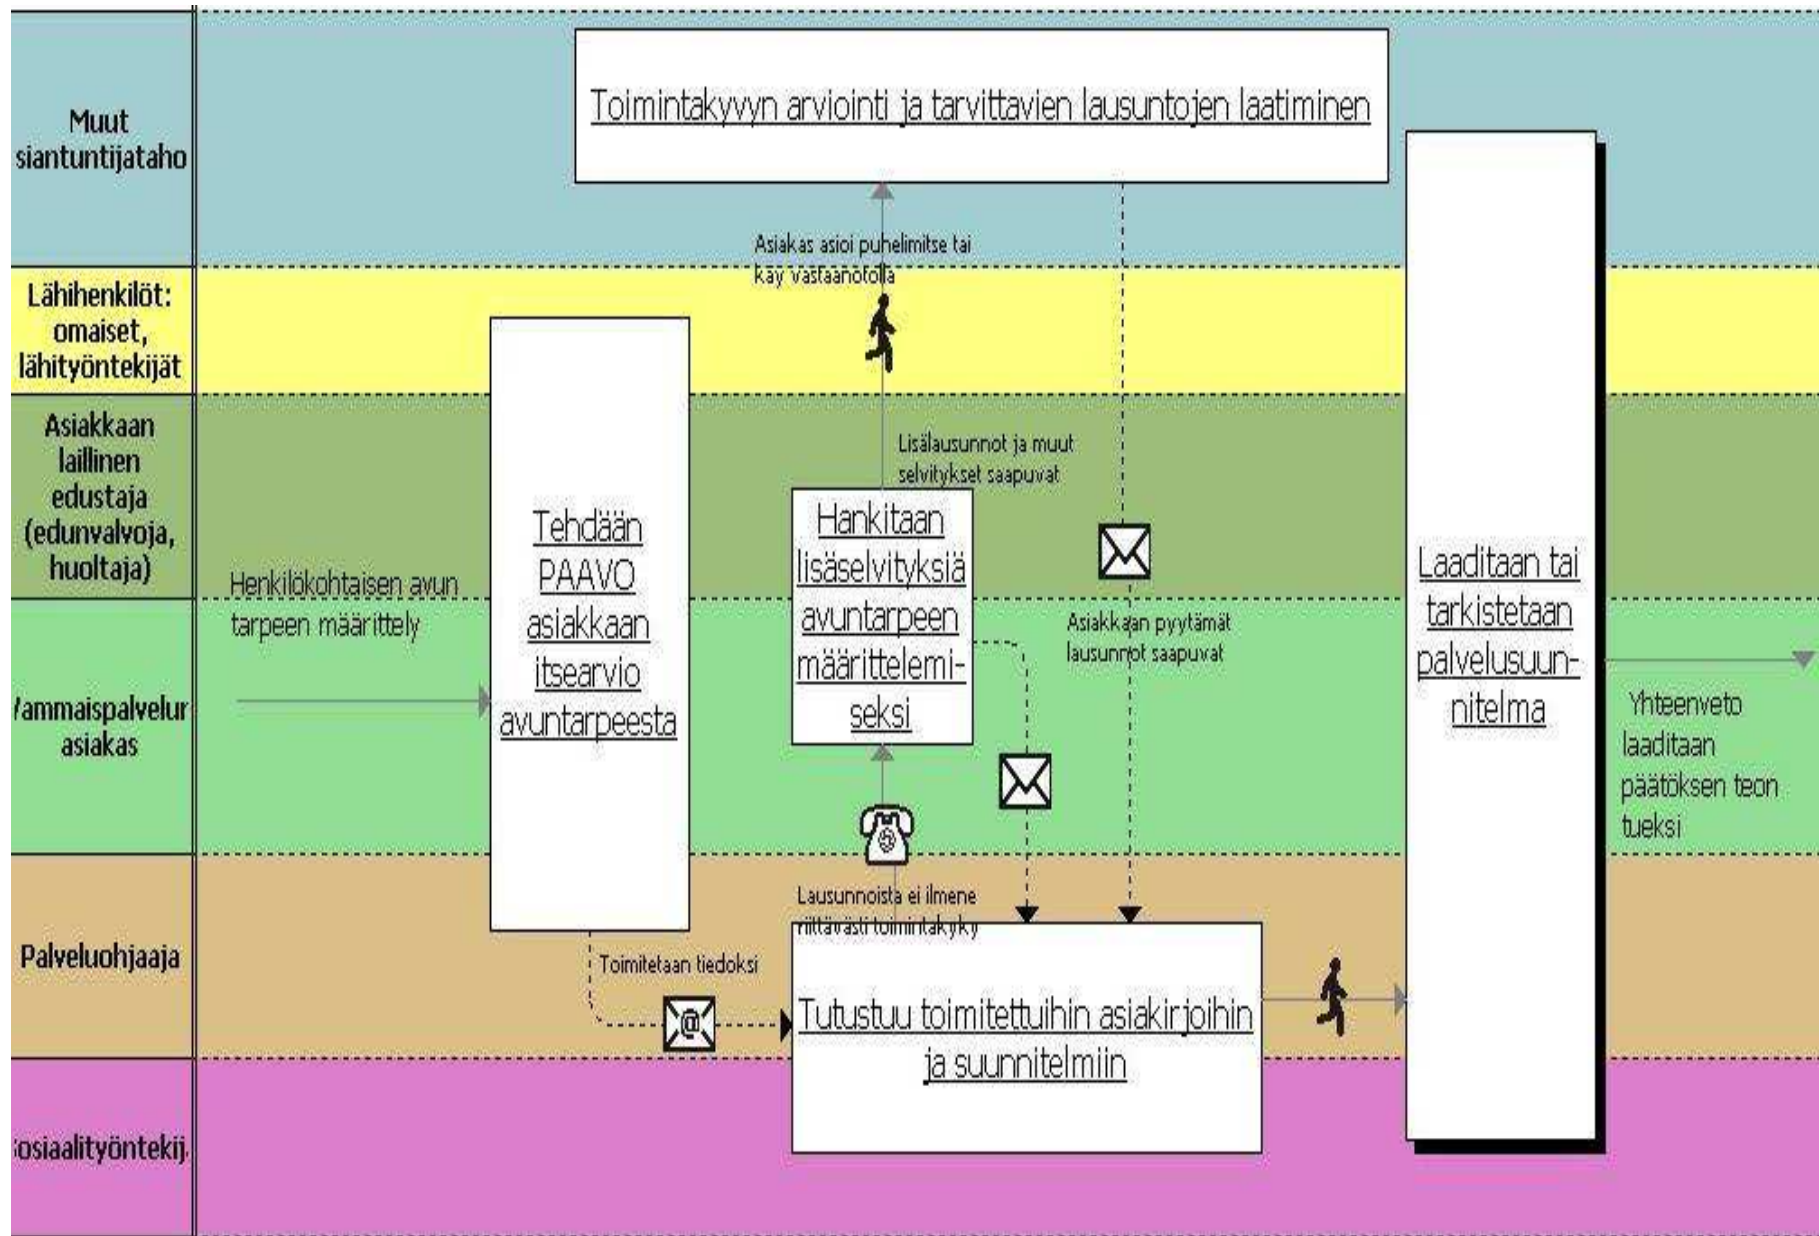 Muut
siantuntijataho
Toimintakyvyn arviointi ja tarvittavien lausuntojen laatiminen
Asiakas asioi puhelimitse tai
käy vastaanotolla
Lähihenkilöt:
omaiset,
lähityöntekijät
Asiakkaan
laillinen
edustaja
(edunvalvoja,
huoltaja)
Lisälausunnot ja muut
selvitykset saapuvat
Henkilökohtaisen avun
tarpeen määrittely
Tehdään
PAAVO
asiakkaan
itsearvio
avuntarpeesta
Hankitaan
lisäselvityksiä
avuntarpeen
määrittelemi-
seksi
Asiakkaan pyytämät
lausunnot saapuvat
Laaditaan tai
tarkistetaan
palvelusuun-
nitelma
Yhteenveto
laaditaan
päätöksen teon
tueksi
/ammaispalvelur
asiakas
Palveluohjaaja
Toimitetaan tiedoksi
Lausunnoista ei ilmene
riittävästi toimintakyky
Tutustuu toimitettuihin asiakirjoihin
ja suunnitelmiin
osiaalityöntekij